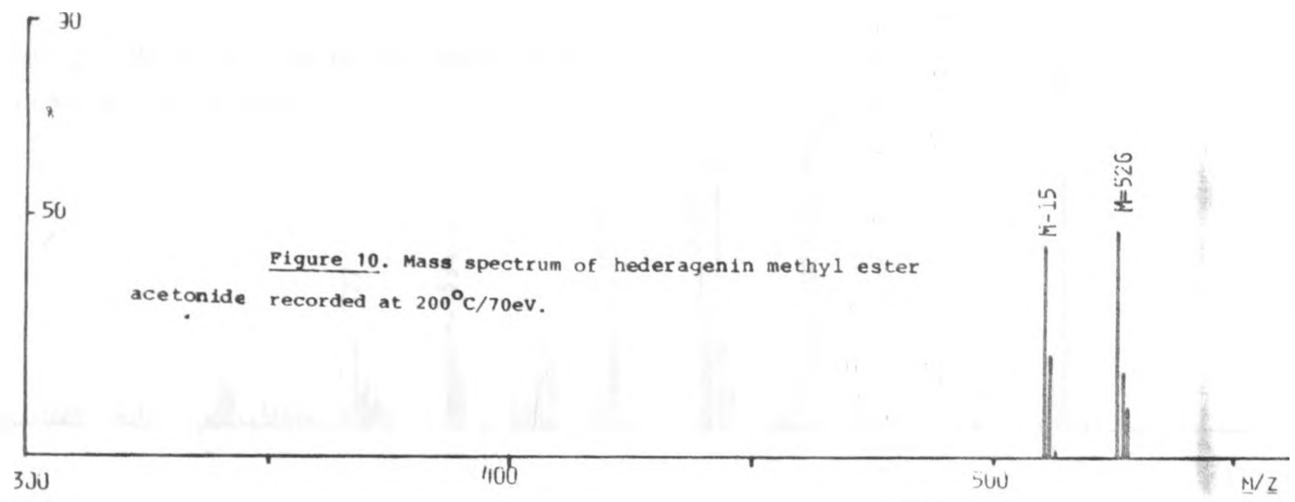 90
%
50
M-15
M=526
Figure 10. Mass spectrum of hederagenin methyl ester
acetonide recorded at 200°C/70eV.
300 400 500 M/Z